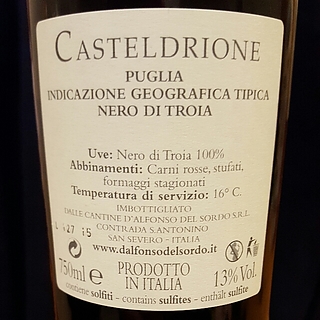 CASTELDRIONE
PUGLIA
INDICAZIONE GEOGRAFICA TIPICA
NERO DI TROIA
Uve: Nero di Troia 100%
Abbinamenti: Carni rosse, stufati,
formaggi stagionati
Temperatura di servizio: 16° C.
IMBOTTIGLIATO
DALLE CANTINE D'ALFONSO DEL SORDO S.R.L.
CONTRADA S.ANTONINO
SAN SEVERO - ITALIA
www.dalfonsodelsordo.it
750ml e PRODOTTO IN ITALIA 13% Vol.
contiene solfiti - contains sulfites - enthält sulfite